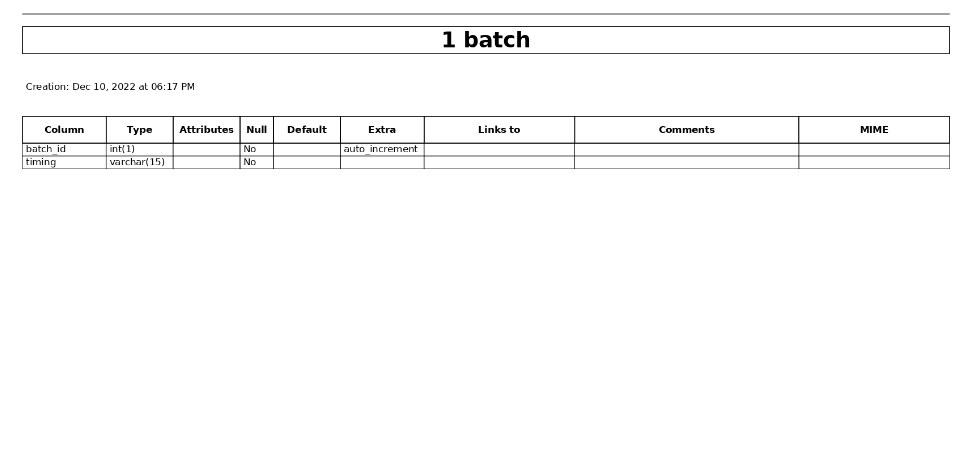 1 batch
Creation: Dec 10, 2022 at 06:17 PM
Column Type Attributes Null Default Extra Links to Comments MIME
batch_id int(1) No auto_increment
timing varchar(15) No